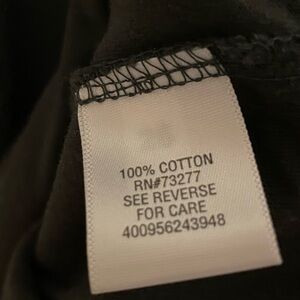 100% COTTON
RN#73277
SEE REVERSE
FOR CARE
400956243948